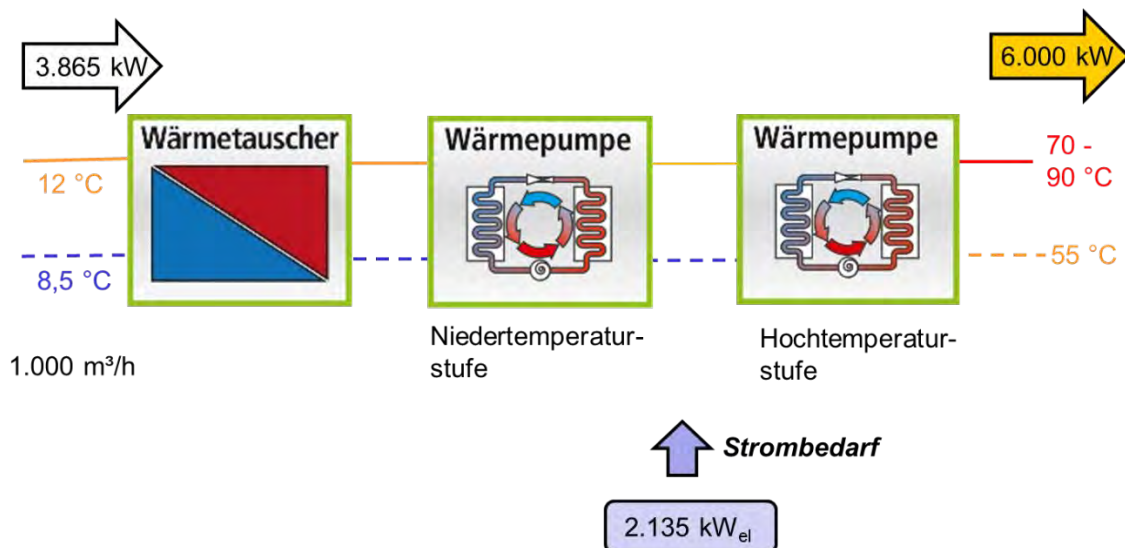 3.865 kW
6.000 kW
Wärmetauscher
Wärmepumpe
Wärmepumpe
12 °C
70 -
90 °C
8,5 °C
55 °C
Niedertemperatur-
stufe
Hochtemperatur-
stufe
1.000 m³/h
Strombedarf
2.135 kWel